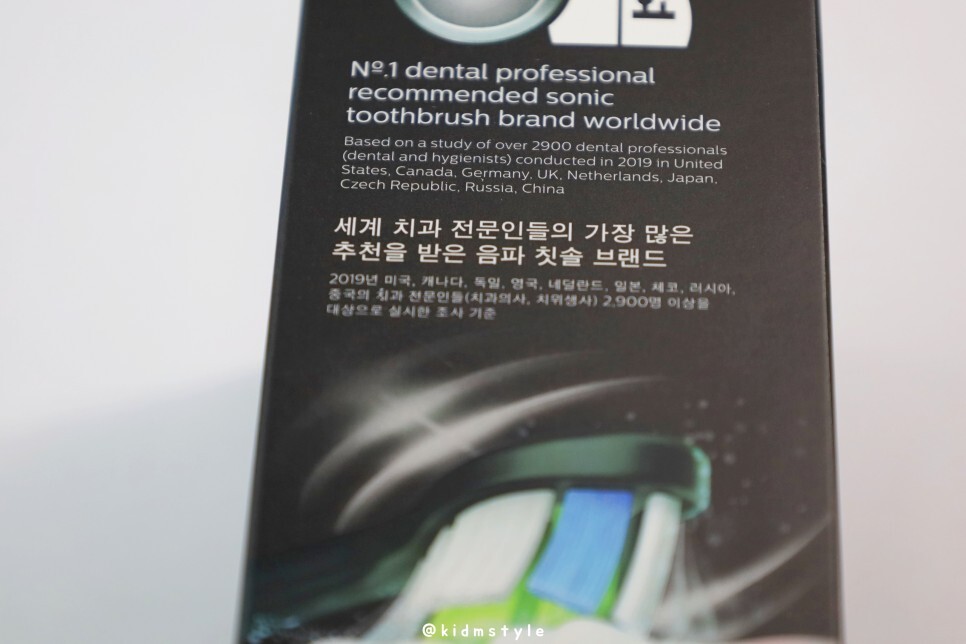 Nº.1 dental professional
recommended sonic
toothbrush brand worldwide
Based on a study of over 2900 dental professionals
(dental and hygienists) conducted in 2019 in United
States, Canada, Germany, UK, Netherlands, Japan,
Czech Republic, Russia, China
세계 치과 전문인들의 가장 많은
추천을 받은 음파 칫솔 브랜드
2019년 미국, 캐나다, 독일, 영국, 네덜란드, 일본, 체코, 러시아,
중국의 치과 전문인들(치과의사, 치위생사) 2,900명 이상을
대상으로 실시한 조사 기준
@kidmstyle